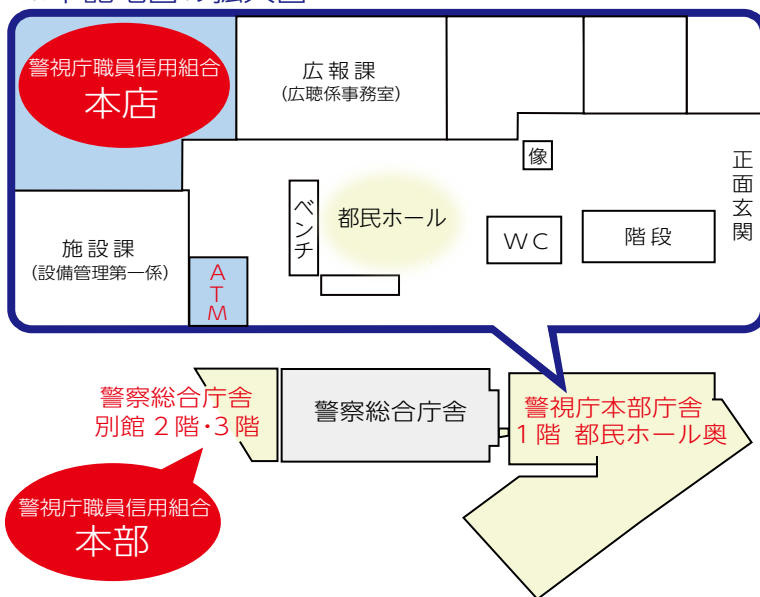 警視庁職員信用組合
本店
広報課
(広聴係事務室)
像
正面玄関
ベンチ
都民ホール
WC
階段
施設課
(設備管理第一係)
ATM
警察総合庁舎
別館2階・3階
警察総合庁舎
警視庁本部庁舎
1階 都民ホール奥
警視庁職員信用組合
本部